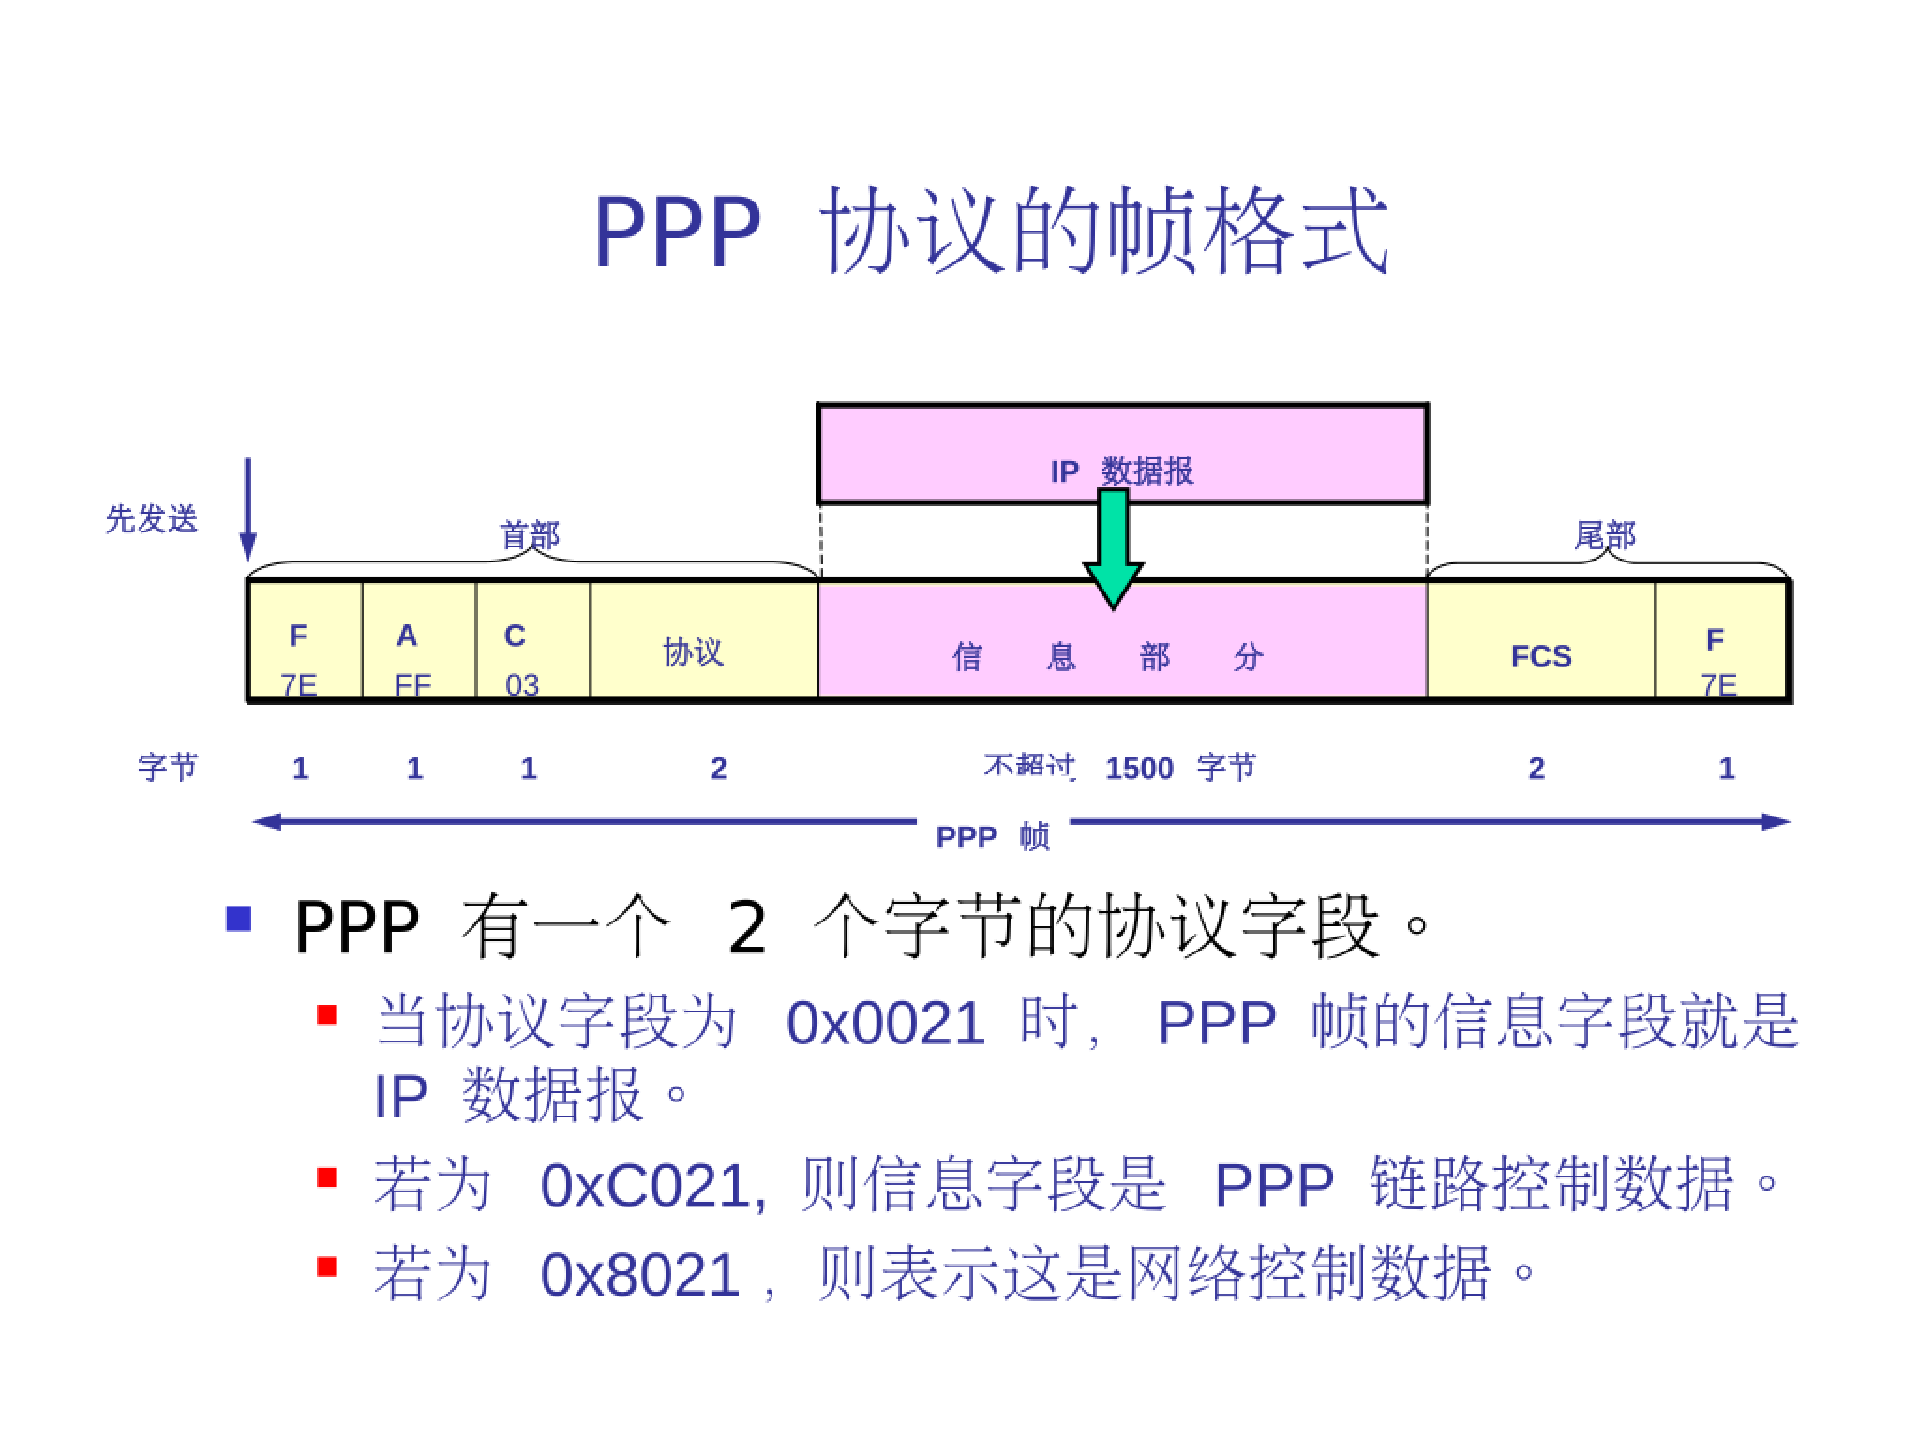 PPP 协议的帧格式
IP 数据报
先发送
首部
尾部
F A C 协议 信 息 部 分 FCS F
7E FF 03 7E
字节 1 1 1 2 不超过 1500 字节 2 1
PPP 帧
PPP 有一个 2 个字节的协议字段。
当协议字段为 0x0021 时, PPP 帧的信息字段就是
IP 数据报。
若为 0xC021, 则信息字段是 PPP 链路控制数据。
若为 0x8021, 则表示这是网络控制数据。